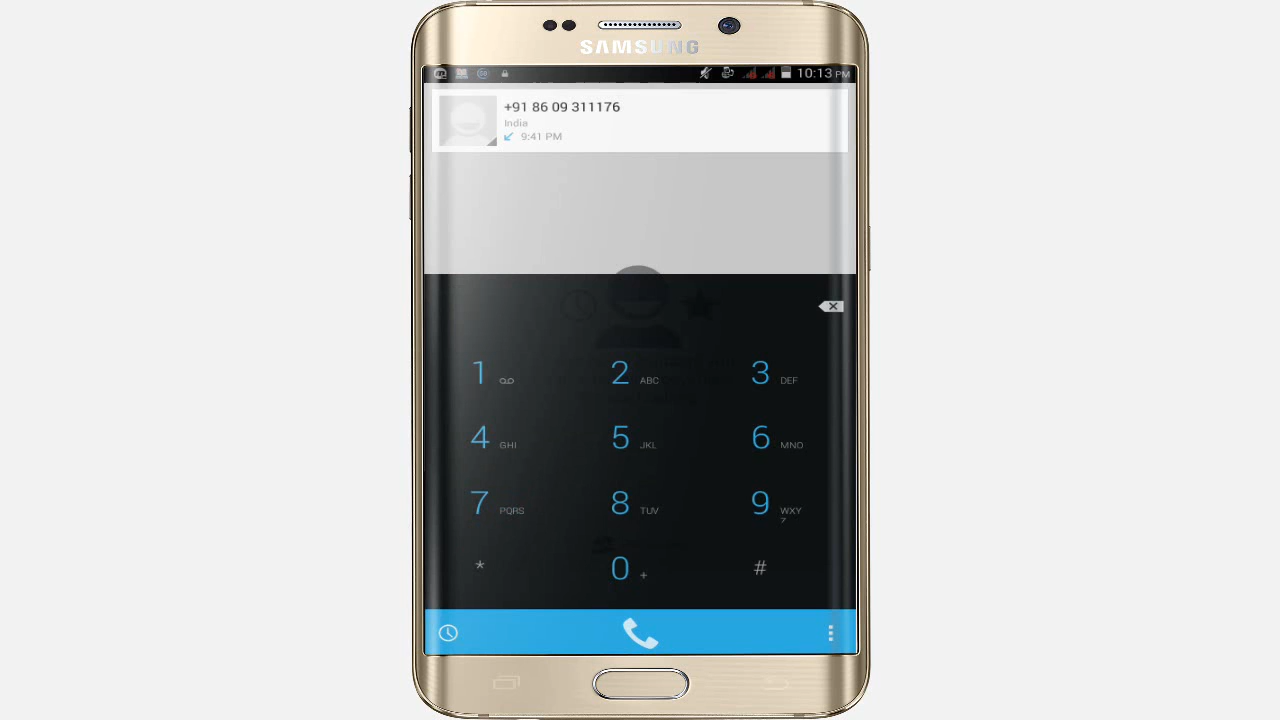 SAMSUNG
10:13 PM
+91 86 09 311176
India
9:41 PM
1
2 ABC
3 DEF
4 GHI
5 JKL
6 MNO
7 PQRS
8 TUV
9 WXY
Z
*
0 +
#